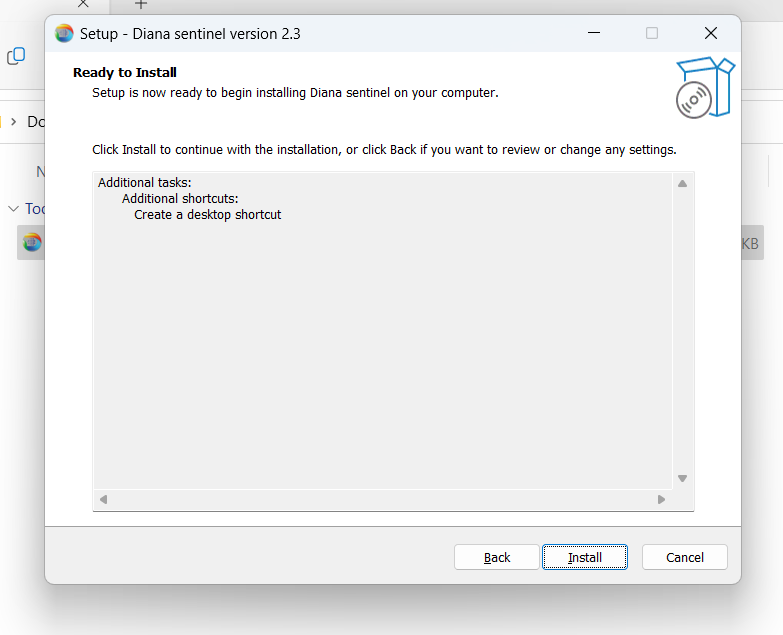 Setup - Diana sentinel version 2.3
Ready to Install
Setup is now ready to begin installing Diana sentinel on your computer.
Do
Click Install to continue with the installation, or click Back if you want to review or change any settings.
N
Additional tasks:
Additional shortcuts:
Too
Create a desktop shortcut
KB
Back
Install
Cancel